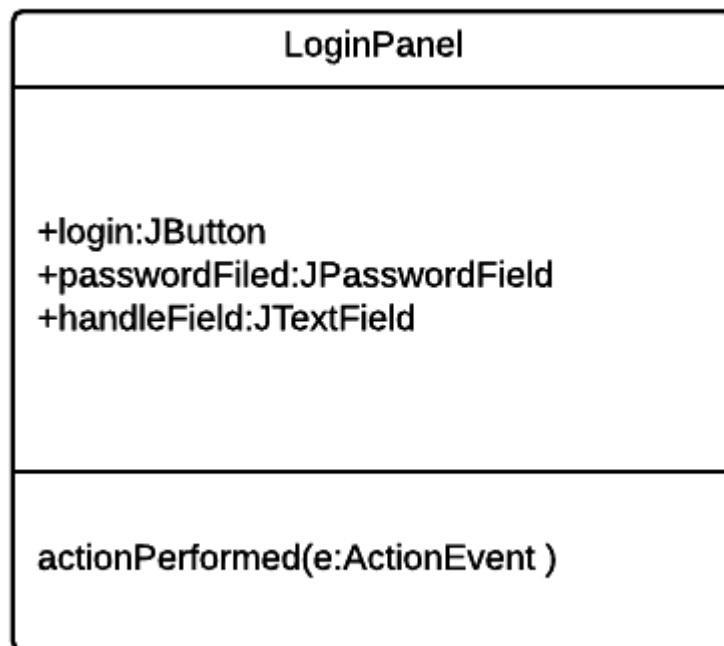 LoginPanel
+login:JButton
+passwordFiled:JPasswordField
+handleField:JTextField
actionPerformed(e:ActionEvent )